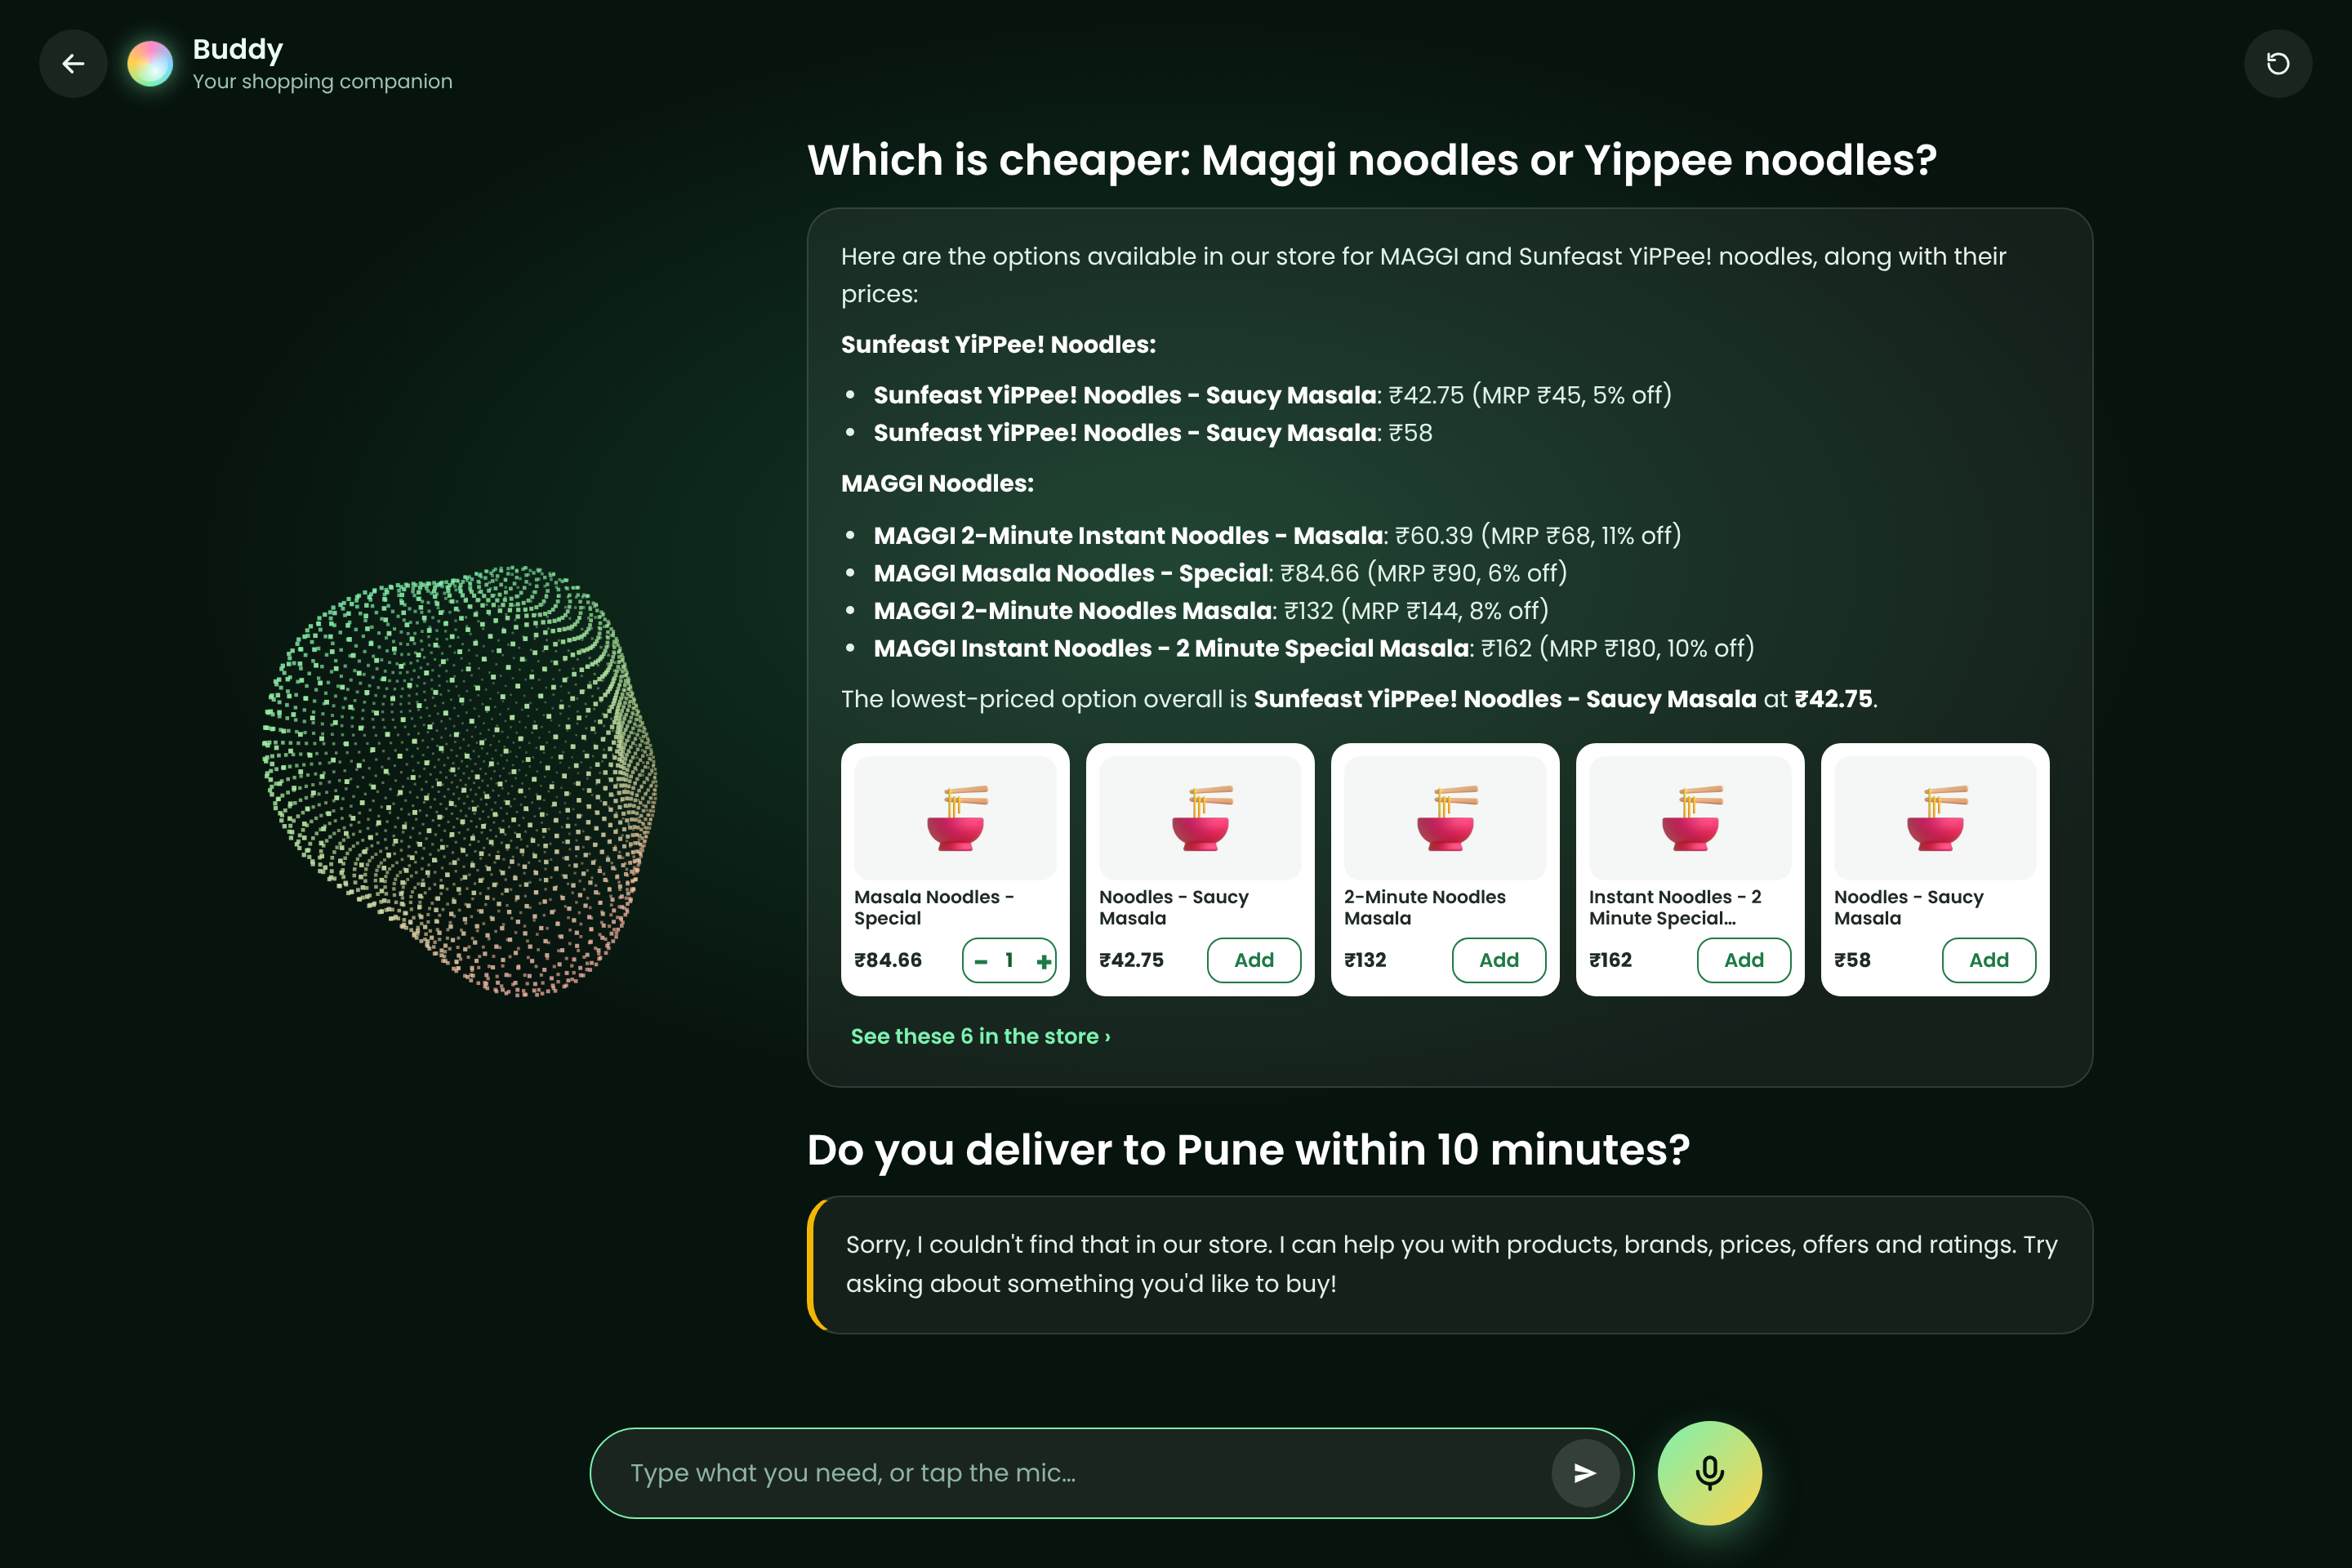 Buddy
Your shopping companion
Which is cheaper: Maggi noodles or Yippee noodles?
Here are the options available in our store for MAGGI and Sunfeast YiPPee! noodles, along with their
prices:
Sunfeast YiPPee! Noodles:
• Sunfeast YiPPee! Noodles - Saucy Masala: ₹42.75 (MRP ₹45, 5% off)
• Sunfeast YiPPee! Noodles - Saucy Masala: ₹58
MAGGI Noodles:
• MAGGI 2-Minute Instant Noodles - Masala: ₹60.39 (MRP ₹68, 11% off)
• MAGGI Masala Noodles - Special: ₹84.66 (MRP ₹90, 6% off)
• MAGGI 2-Minute Noodles Masala: ₹132 (MRP ₹144, 8% off)
• MAGGI Instant Noodles - 2 Minute Special Masala: ₹162 (MRP ₹180, 10% off)
The lowest-priced option overall is Sunfeast YiPPee! Noodles - Saucy Masala at ₹42.75.
Masala Noodles -
Special
₹84.66 − 1 +
Noodles - Saucy
Masala
₹42.75 Add
2-Minute Noodles
Masala
₹132 Add
Instant Noodles - 2
Minute Special...
₹162 Add
Noodles - Saucy
Masala
₹58 Add
See these 6 in the store ›
Do you deliver to Pune within 10 minutes?
Sorry, I couldn't find that in our store. I can help you with products, brands, prices, offers and ratings. Try
asking about something you'd like to buy!
Type what you need, or tap the mic...